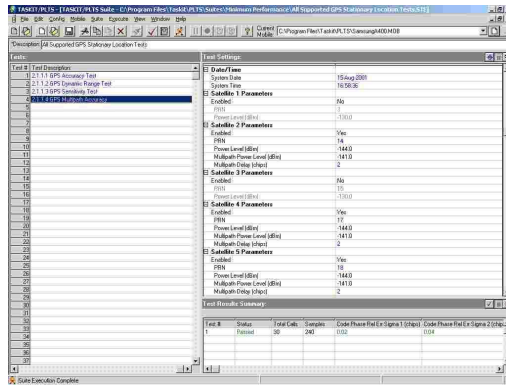 TASKIT/PLTS - [TASKIT/PLTS Suite - C:\Program Files\Taskit\PLTS\Suites\Minimum Performance\All Supported GPS Stationary Location Tests.STE]
File Edit Config Mobile Database Suite Execute View Window Help
Current Mobile C:\Program Files\Taskit\PLTS\Samsung\A400.MDB
Description: All Supported GPS Stationary Location Tests
Tests:
Test # Test Description
1 2.1.1.1 GPS Accuracy Test
2 2.1.1.2 GPS Dynamic Range Test
3 2.1.1.3 GPS Sensitivity Test
4 2.1.1.4 GPS Multipath Accuracy
5
6
7
8
9
10
11
12
13
14
15
16
17
18
19
20
21
22
23
24
25
26
27
28
29
30
31
32
33
34
35
36
37
Test Settings:
Date/Time
System Date 15 Aug 2001
System Time 16:58:36
Satellite 1 Parameters
Enabled No
PRN
Power Level (dBm) -130.0
Satellite 2 Parameters
Enabled Yes
PRN 14
Power Level (dBm) -144.0
Multipath Power Level (dBm) -141.0
Multipath Delay (chips) 2
Satellite 3 Parameters
Enabled No
PRN 15
Power Level (dBm) -130.0
Satellite 4 Parameters
Enabled Yes
PRN 17
Power Level (dBm) -144.0
Multipath Power Level (dBm) -141.0
Multipath Delay (chips) 2
Satellite 5 Parameters
Enabled Yes
PRN 18
Power Level (dBm) -144.0
Multipath Power Level (dBm) -141.0
Multipath Delay (chips) 2
Test Results Summary:
Test # Status Total Calls Samples Code Phase Rel Err Sigma 1 (chips) Code Phase Rel Err Sigma 2 (chip...
1 Passed 30 240 0.02 0.04
Suite Execution Complete